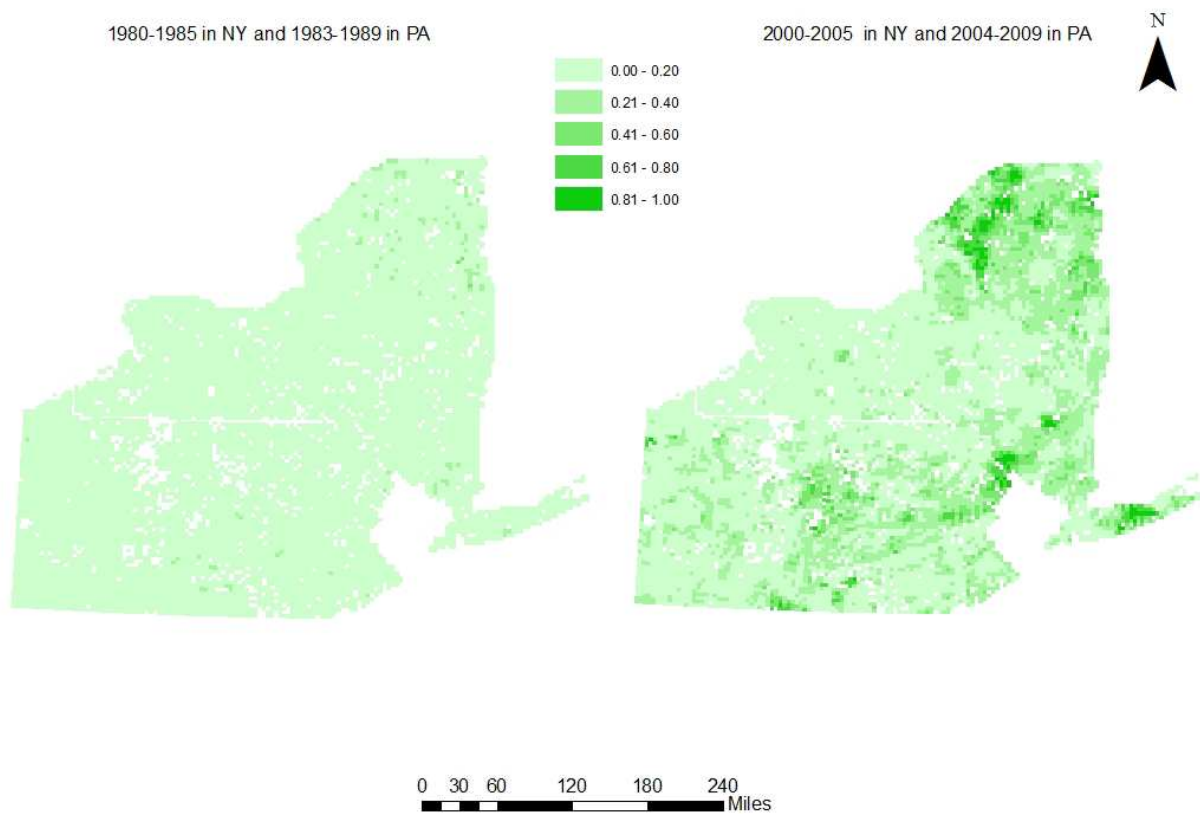 1980-1985 in NY and 1983-1989 in PA
2000-2005 in NY and 2004-2009 in PA
N
0.00 - 0.20
0.21 - 0.40
0.41 - 0.60
0.61 - 0.80
0.81 - 1.00
0 30 60 120 180 240
Miles